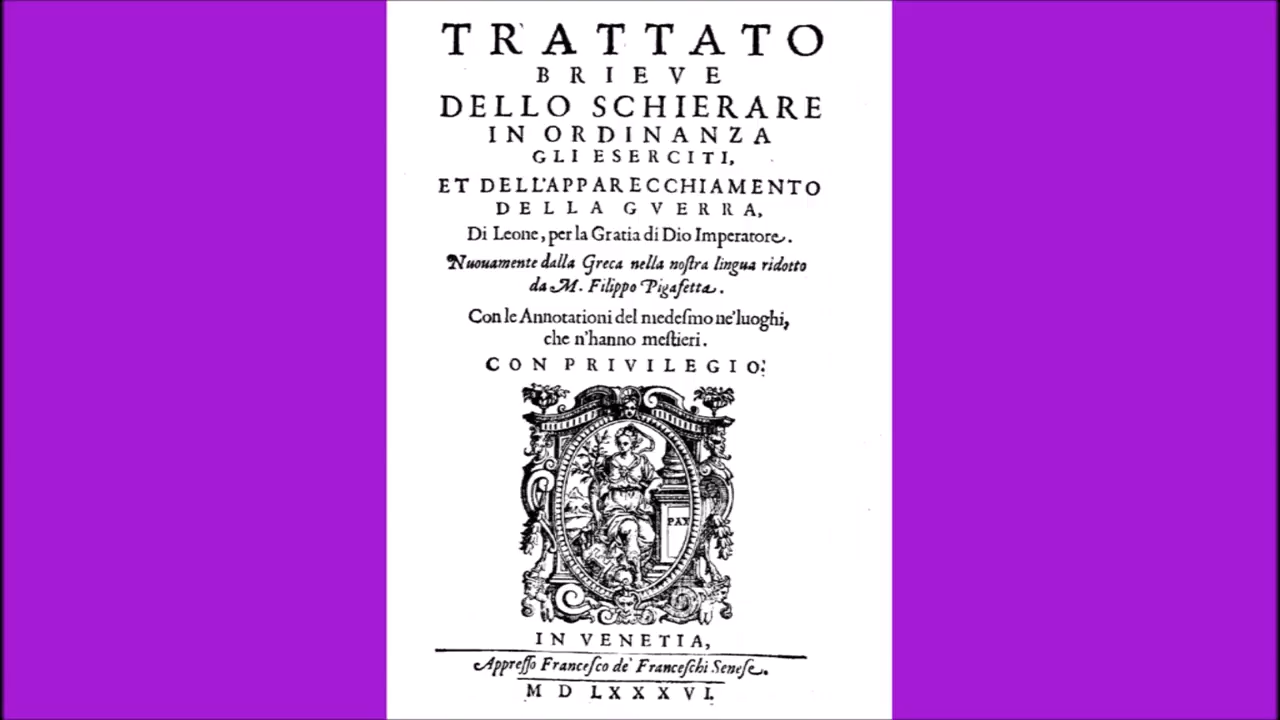 TRATTATO
BRIEVE
DELLO SCHIERARE
IN ORDINANZA
GLI ESERCITI,
ET DELL'APPARECCHIAMENTO
DELLA GVERRA,
Di Leone, per la Gratia di Dio Imperatore.
Nuouamente dalla Greca nella noſtra lingua ridotto
da M. Filippo Pigafetta.
Con le Annotationi del medeſmo ne' luoghi,
che n'hanno meſtieri.
CON PRIVILEGIO:
PAX
IN VENETIA,
Appreſſo Franceſco de' Franceſchi Seneſe.
MDLXXXVI.